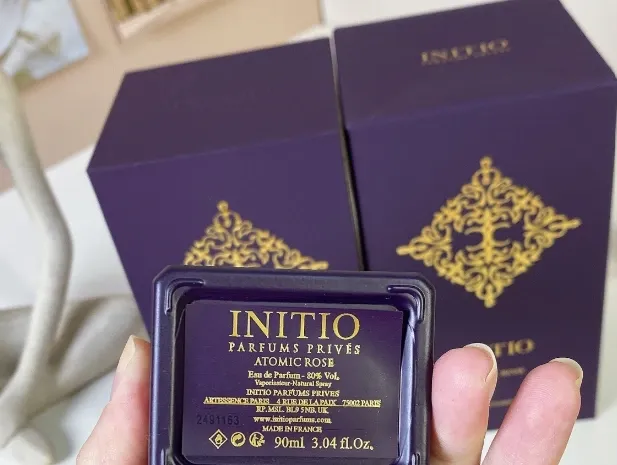 INITIO
INITIO
INITIO
PARFUMS PRIVÉS
ATOMIC ROSE
Eau de Parfum - 80% Vol.
Vaporisateur-Natural Spray
INITIO PARFUMS PRIVES
ARTESSENCE PARIS 4 RUE DE LA PAIX 75002 PARIS
RP. MSL. BL9 5NB. UK.
www.initioparfums.com
MADE IN FRANCE
2491153
90ml 3.04 fl.Oz.